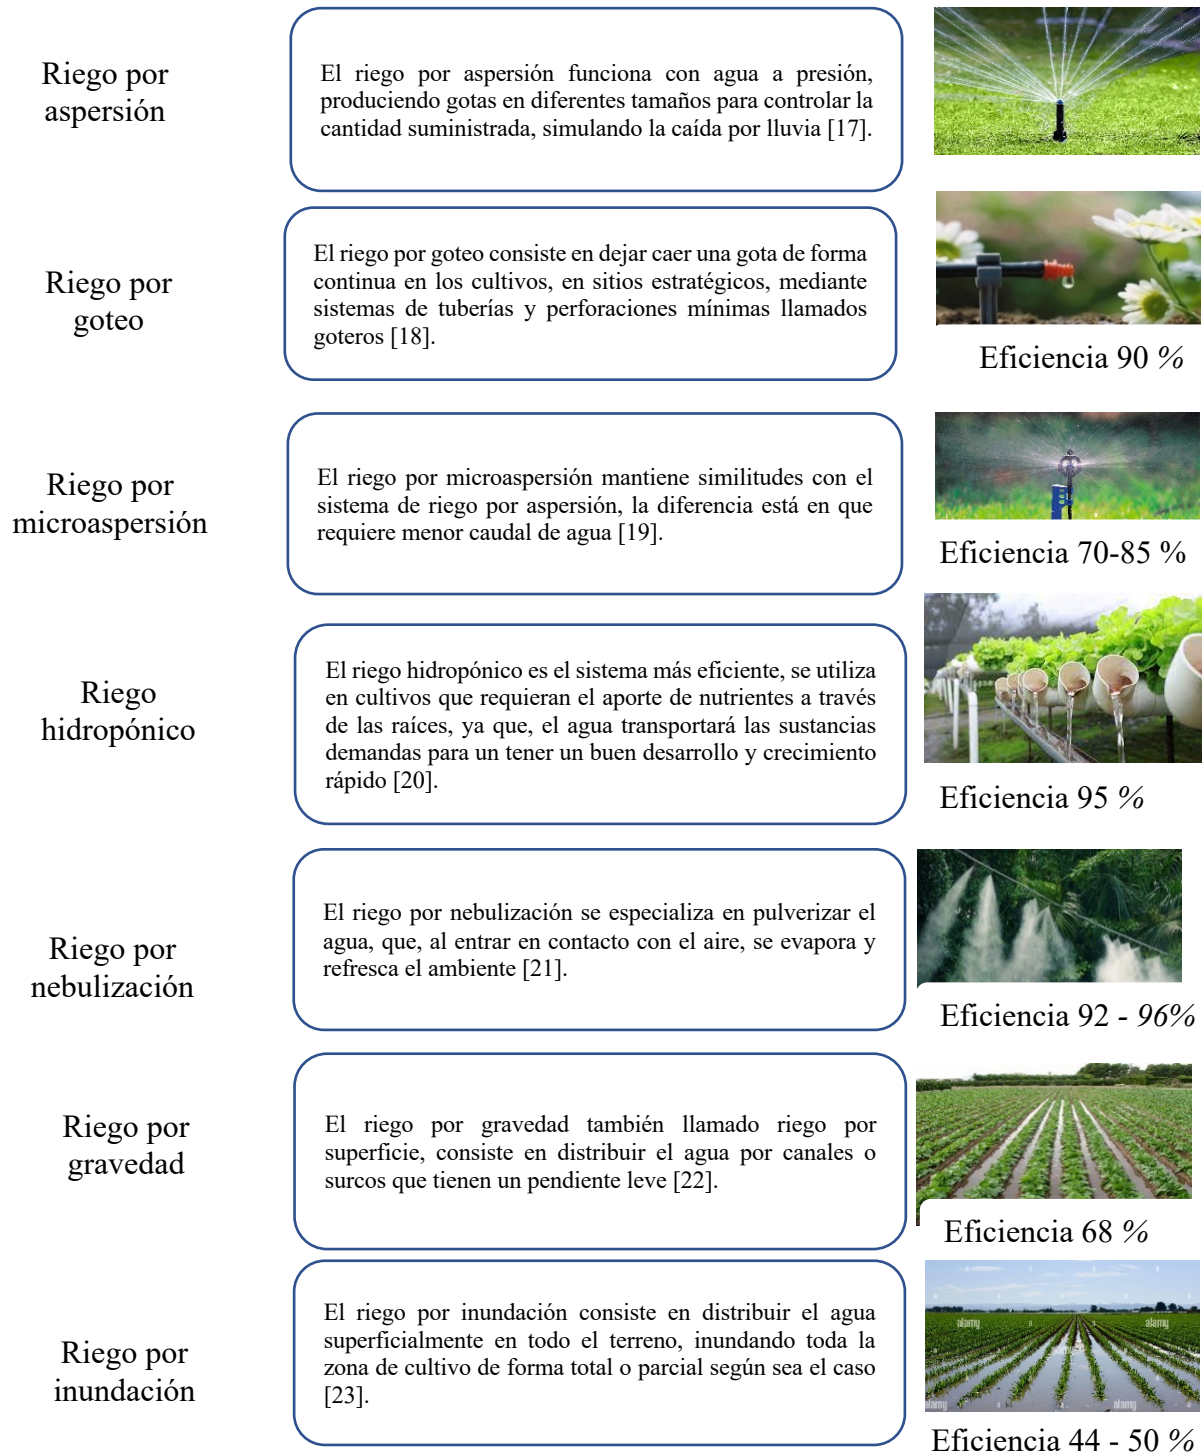 Riego por
aspersión
El riego por aspersión funciona con agua a presión,
produciendo gotas en diferentes tamaños para controlar la
cantidad suministrada, simulando la caída por lluvia [17].
Riego por
goteo
El riego por goteo consiste en dejar caer una gota de forma
continua en los cultivos, en sitios estratégicos, mediante
sistemas de tuberías y perforaciones mínimas llamados
goteros [18].
Eficiencia 90 %
Riego por
microaspersión
El riego por microaspersión mantiene similitudes con el
sistema de riego por aspersión, la diferencia está en que
requiere menor caudal de agua [19].
Eficiencia 70-85 %
Riego
hidropónico
El riego hidropónico es el sistema más eficiente, se utiliza
en cultivos que requieran el aporte de nutrientes a través
de las raíces, ya que, el agua transportará las sustancias
demandas para un tener un buen desarrollo y crecimiento
rápido [20].
Eficiencia 95 %
Riego por
nebulización
El riego por nebulización se especializa en pulverizar el
agua, que, al entrar en contacto con el aire, se evapora y
refresca el ambiente [21].
Eficiencia 92 - 96%
Riego por
gravedad
El riego por gravedad también llamado riego por
superficie, consiste en distribuir el agua por canales o
surcos que tienen un pendiente leve [22].
Eficiencia 68 %
Riego por
inundación
El riego por inundación consiste en distribuir el agua
superficialmente en todo el terreno, inundando toda la
zona de cultivo de forma total o parcial según sea el caso
[23].
alamy
alamy
alamy
alamy
Eficiencia 44 - 50 %